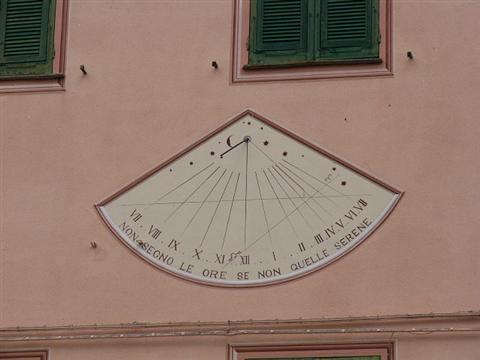 VII VIII IX X XI XII I II III IV V VI VII
NON SEGNO LE ORE SE NON QUELLE SERENE